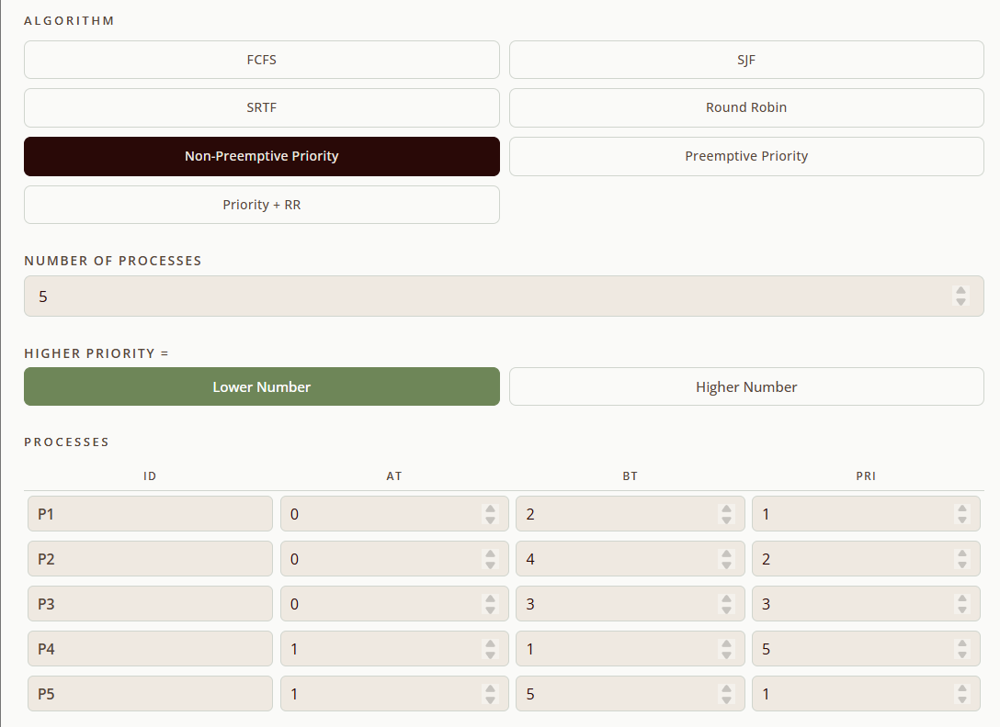 ALGORITHM
FCFS SJF
SRTF Round Robin
Non-Preemptive Priority Preemptive Priority
Priority + RR
NUMBER OF PROCESSES
5
HIGHER PRIORITY =
Lower Number Higher Number
PROCESSES
ID AT BT PRI
P1 0 2 1
P2 0 4 2
P3 0 3 3
P4 1 1 5
P5 1 5 1